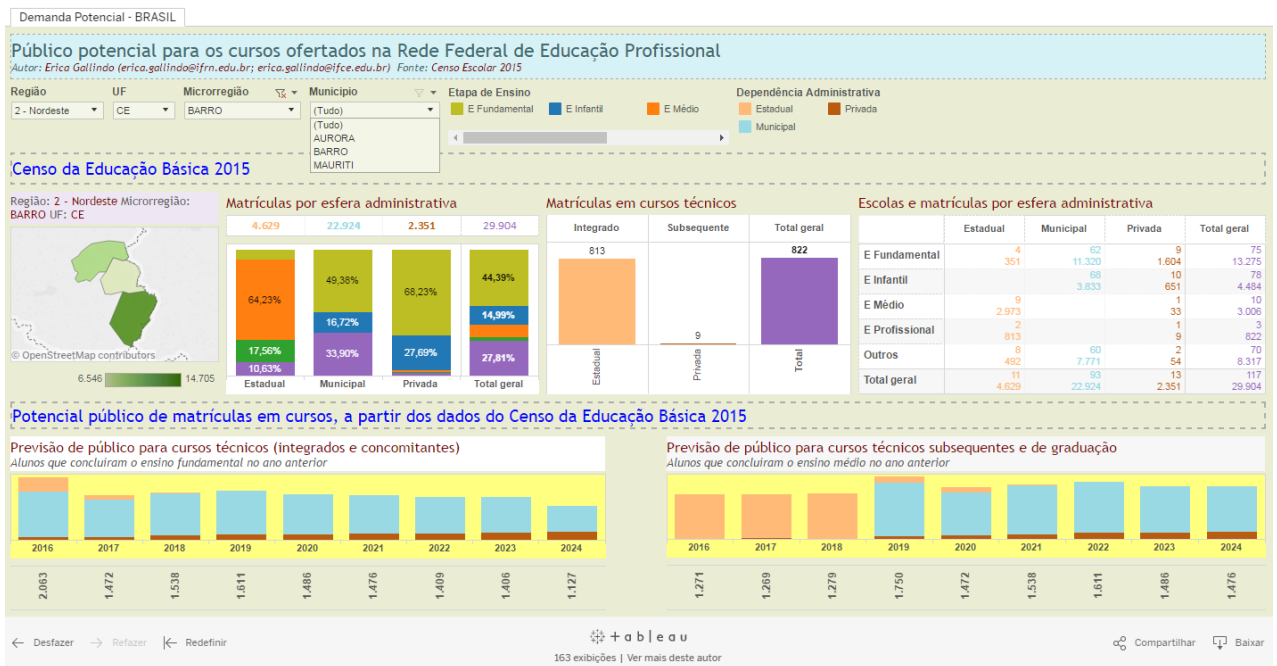 Demanda Potencial - BRASIL
Público potencial para os cursos ofertados na Rede Federal de Educação Profissional
Autor: Erica Gallindo (erica.gallindo@ifrn.edu.br; erica.gallindo@ifce.edu.br) Fonte: Censo Escolar 2015
Região UF Microrregião Municipio Etapa de Ensino Dependência Administrativa
2 - Nordeste CE BARRO (Tudo) E Fundamental E Infantil E Médio Estadual Privada
Municipal
(Tudo)
AURORA
BARRO
MAURITI
Censo da Educação Básica 2015
Região: 2 - Nordeste Microrregião:
BARRO UF: CE
© OpenStreetMap contributors
6.546 14.705
Matrículas por esfera administrativa
4.629 22.924 2.351 29.904
64,23%
17,56%
10,63%
49,38%
16,72%
33,90%
68,23%
27,69%
44,39%
14,99%
27,81%
Estadual Municipal Privada Total geral
Matrículas em cursos técnicos
Integrado Subsequente Total geral
813 9 822
Estadual Privada Total
Escolas e matrículas por esfera administrativa
Estadual Municipal Privada Total geral
E Fundamental 4 62 9 75
351 11.320 1.604 13.275
E Infantil 68 10 78
3.833 651 4.484
E Médio 9 1 10
2.973 33 3.006
E Profissional 2 1 3
813 9 822
Outros 8 60 2 70
492 7.771 54 8.317
Total geral 11 93 13 117
4.629 22.924 2.351 29.904
Potencial público de matrículas em cursos, a partir dos dados do Censo da Educação Básica 2015
Previsão de público para cursos técnicos (integrados e concomitantes)
Alunos que concluiram o ensino fundamental no ano anterior
2016 2017 2018 2019 2020 2021 2022 2023 2024
2.063 1.472 1.538 1.611 1.486 1.476 1.409 1.406 1.127
Previsão de público para cursos técnicos subsequentes e de graduação
Alunos que concluiram o ensino médio no ano anterior
2016 2017 2018 2019 2020 2021 2022 2023 2024
1.271 1.269 1.279 1.750 1.472 1.538 1.611 1.486 1.476
Desfazer Refazer Redefinir
+ a b l e a u
163 exibições | Ver mais deste autor
Compartilhar Baixar